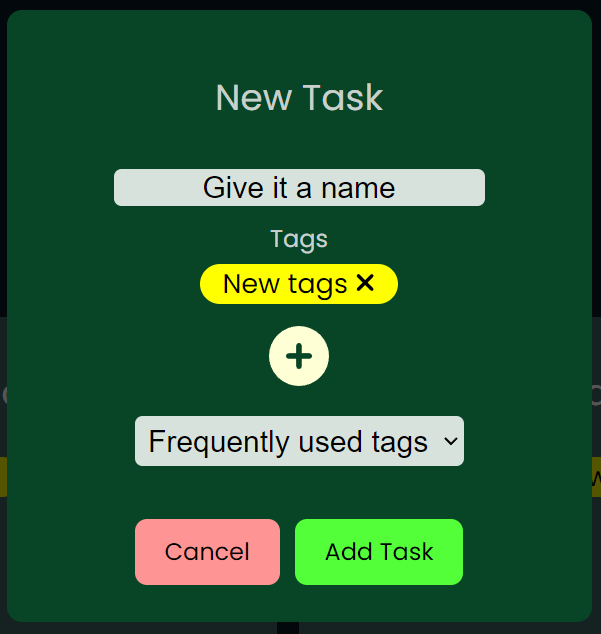 New Task
Give it a name
Tags
New tags ✕
+
Frequently used tags
Cancel Add Task